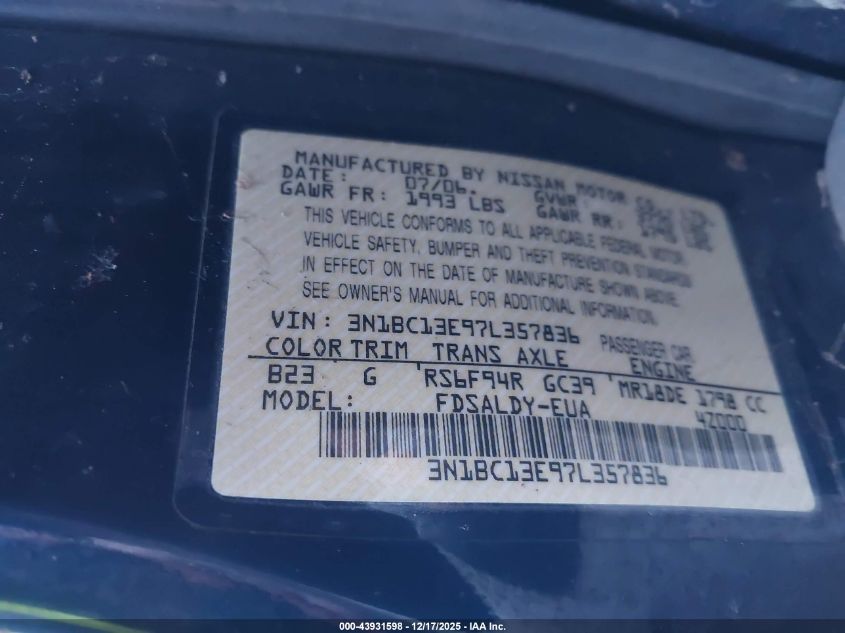 MANUFACTURED BY NISSAN MOTOR CO.
DATE: 07/06. GVWR:
GAWR FR: 1993 LBS GAWR RR:
THIS VEHICLE CONFORMS TO ALL APPLICABLE FEDERAL MOTOR
VEHICLE SAFETY, BUMPER AND THEFT PREVENTION STANDARDS
IN EFFECT ON THE DATE OF MANUFACTURE SHOWN ABOVE.
SEE OWNER'S MANUAL FOR ADDITIONAL INFORMATION.
VIN: 3N1BC13E97L357836 PASSENGER CAR
COLOR TRIM TRANS AXLE ENGINE
B23 G 'RS6F94R GC39 'MR18DE 1798 CC
MODEL: FDSALDY-EUA 42000
3N1BC13E97L357836
000-43931598 - 12/17/2025 - IAA Inc.